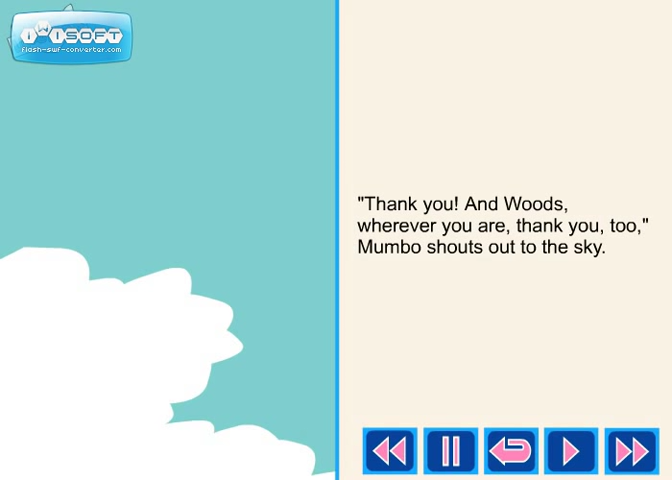 iWiSOFT
flash-swf-converter.com
"Thank you! And Woods,
wherever you are, thank you, too,"
Mumbo shouts out to the sky.